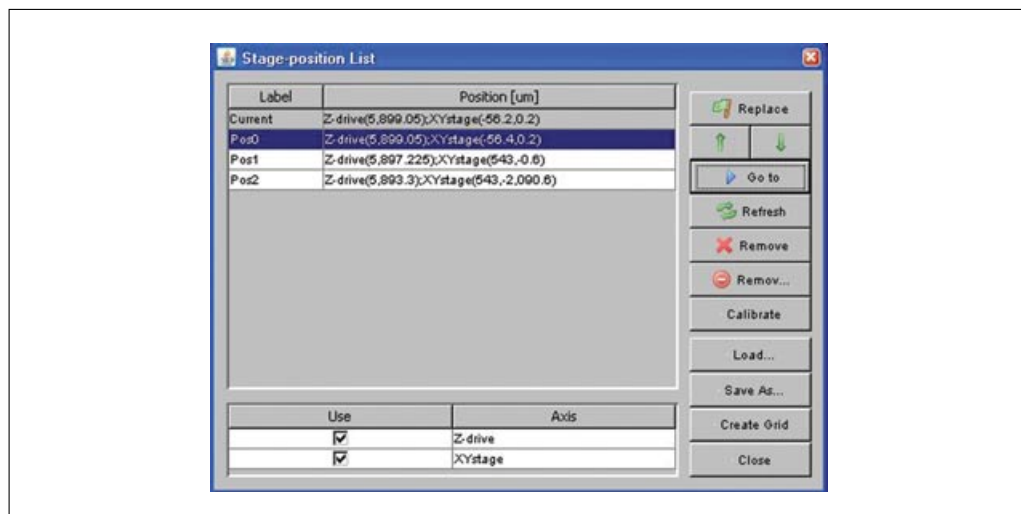 Stage-position List
Label Position [um]
Current Z-drive(5,899.05);XYstage(-56.2,0.2)
Pos0 Z-drive(5,899.05);XYstage(-56.4,0.2)
Pos1 Z-drive(5,897.225);XYstage(543,-0.6)
Pos2 Z-drive(5,893.3);XYstage(543,-2,090.6)
Replace
Go to
Refresh
Remove
Remov...
Calibrate
Load...
Save As...
Create Grid
Close
Use Axis
Z-drive
XYstage